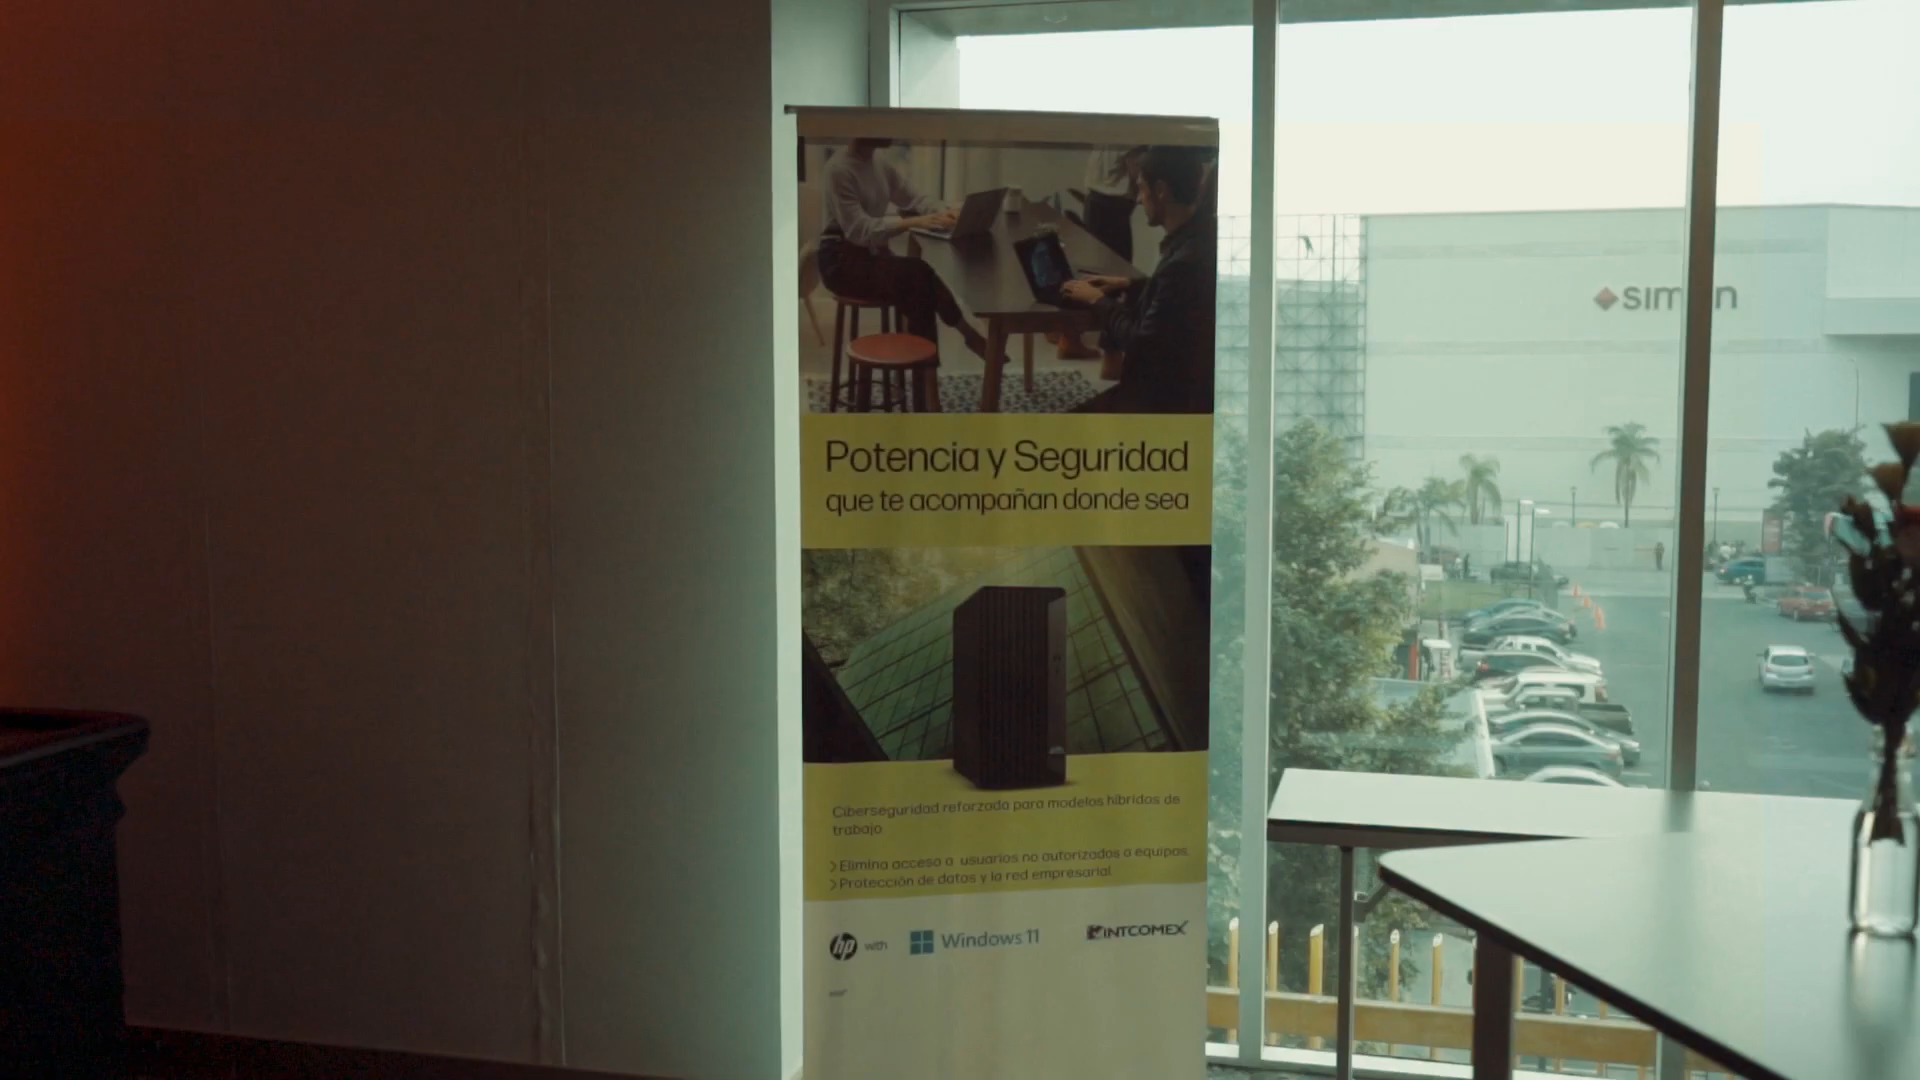 Potencia y Seguridad
que te acompañan donde sea
Ciberseguridad reforzada para modelos híbridos de
trabajo
>Elimina acceso a usuarios no autorizados a equipos.
>Protección de datos y la red empresarial
hp with Windows 11 INTCOMEX